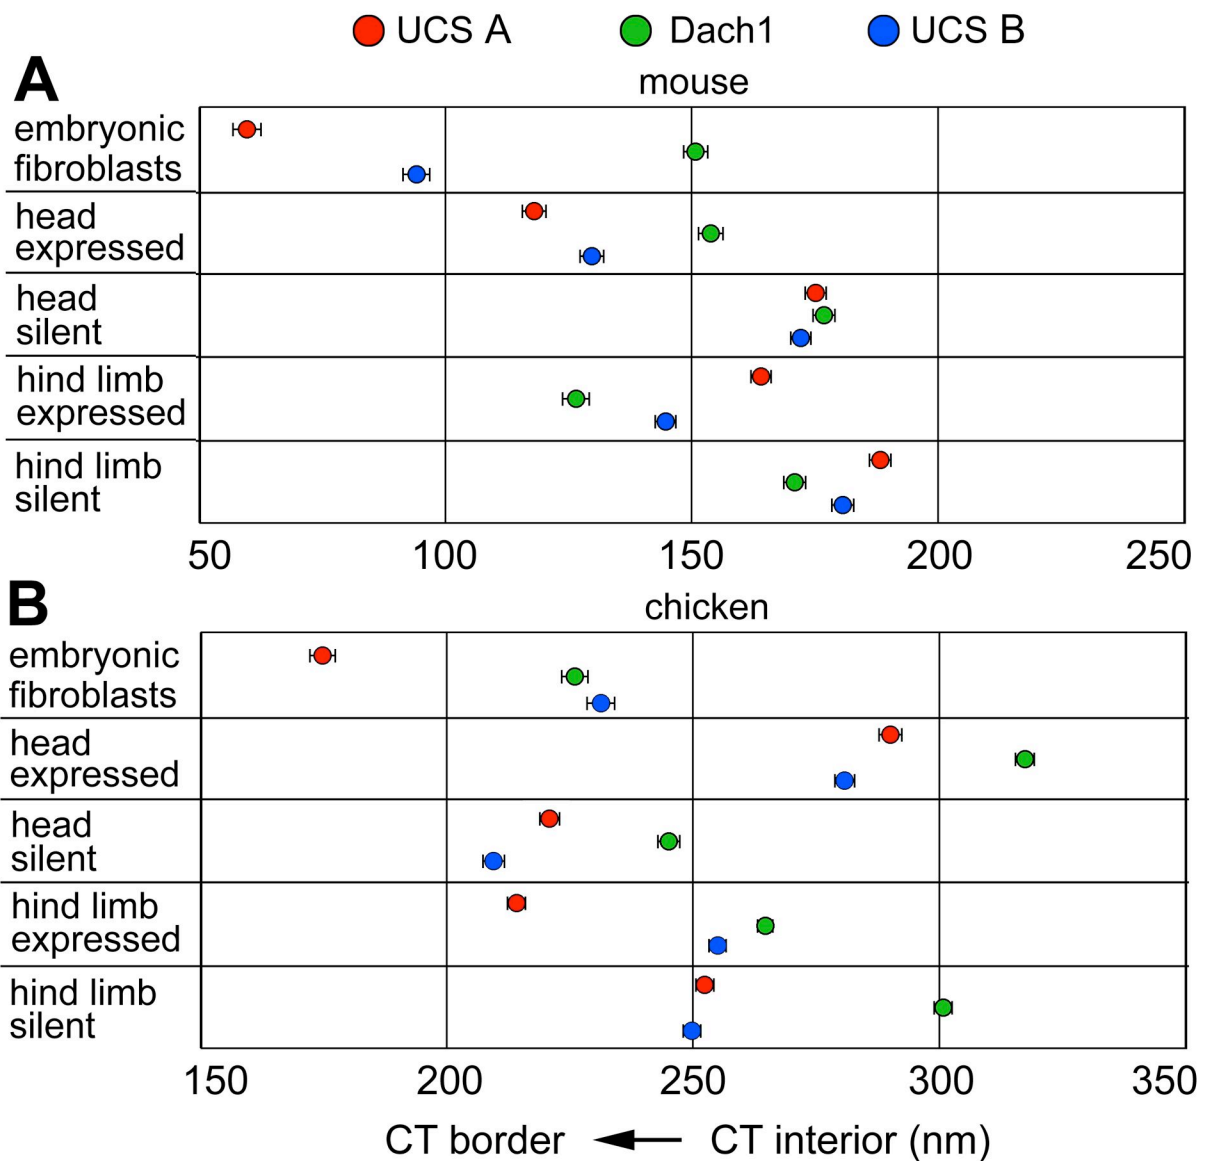 UCS A Dach1 UCS B
A
mouse
embryonic
fibroblasts
head
expressed
head
silent
hind limb
expressed
hind limb
silent
50 100 150 200 250
B
chicken
embryonic
fibroblasts
head
expressed
head
silent
hind limb
expressed
hind limb
silent
150 200 250 300 350
CT border CT interior (nm)